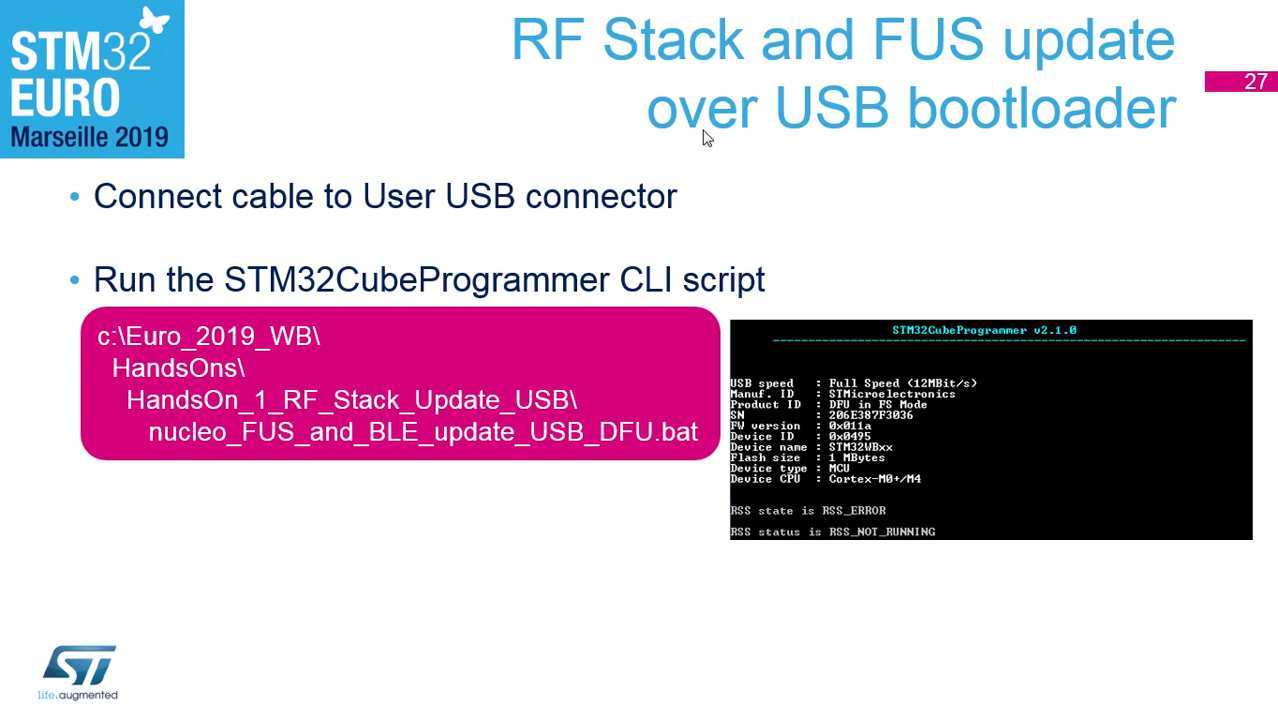 STM32
EURO
Marseille 2019
RF Stack and FUS update
over USB bootloader
27
• Connect cable to User USB connector
• Run the STM32CubeProgrammer CLI script
c:\Euro_2019_WB\
HandsOns\
HandsOn_1_RF_Stack_Update_USB\
nucleo_FUS_and_BLE_update_USB_DFU.bat
STM32CubeProgrammer v2.1.0
-------------------------------------------------------------------
USB speed   : Full Speed (12MBit/s)
Manuf. ID   : STMicroelectronics
Product ID  : DFU in FS Mode
SN          : 206E387F3036
FW version  : 0x011a
Device ID   : 0x0495
Device name : STM32WBxx
Flash size  : 1 MBytes
Device type : MCU
Device CPU  : Cortex-M0+/M4
RSS state is RSS_ERROR
RSS status is RSS_NOT_RUNNING
ST
life.augmented